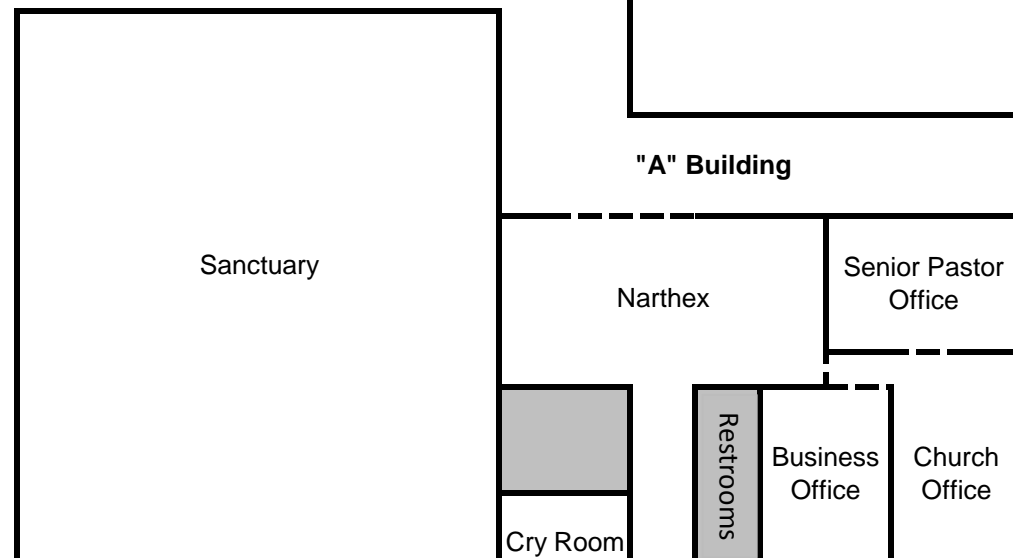 "A" Building
Sanctuary
Narthex
Senior Pastor
Office
Restrooms
Business
Office
Church
Office
Cry Room